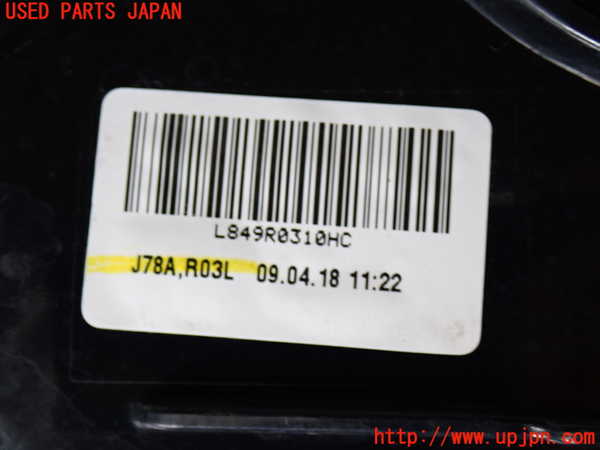 USED PARTS JAPAN
L849R0310HC
J78A,R03L 09.04.18 11:22
http://www.upjpn.com